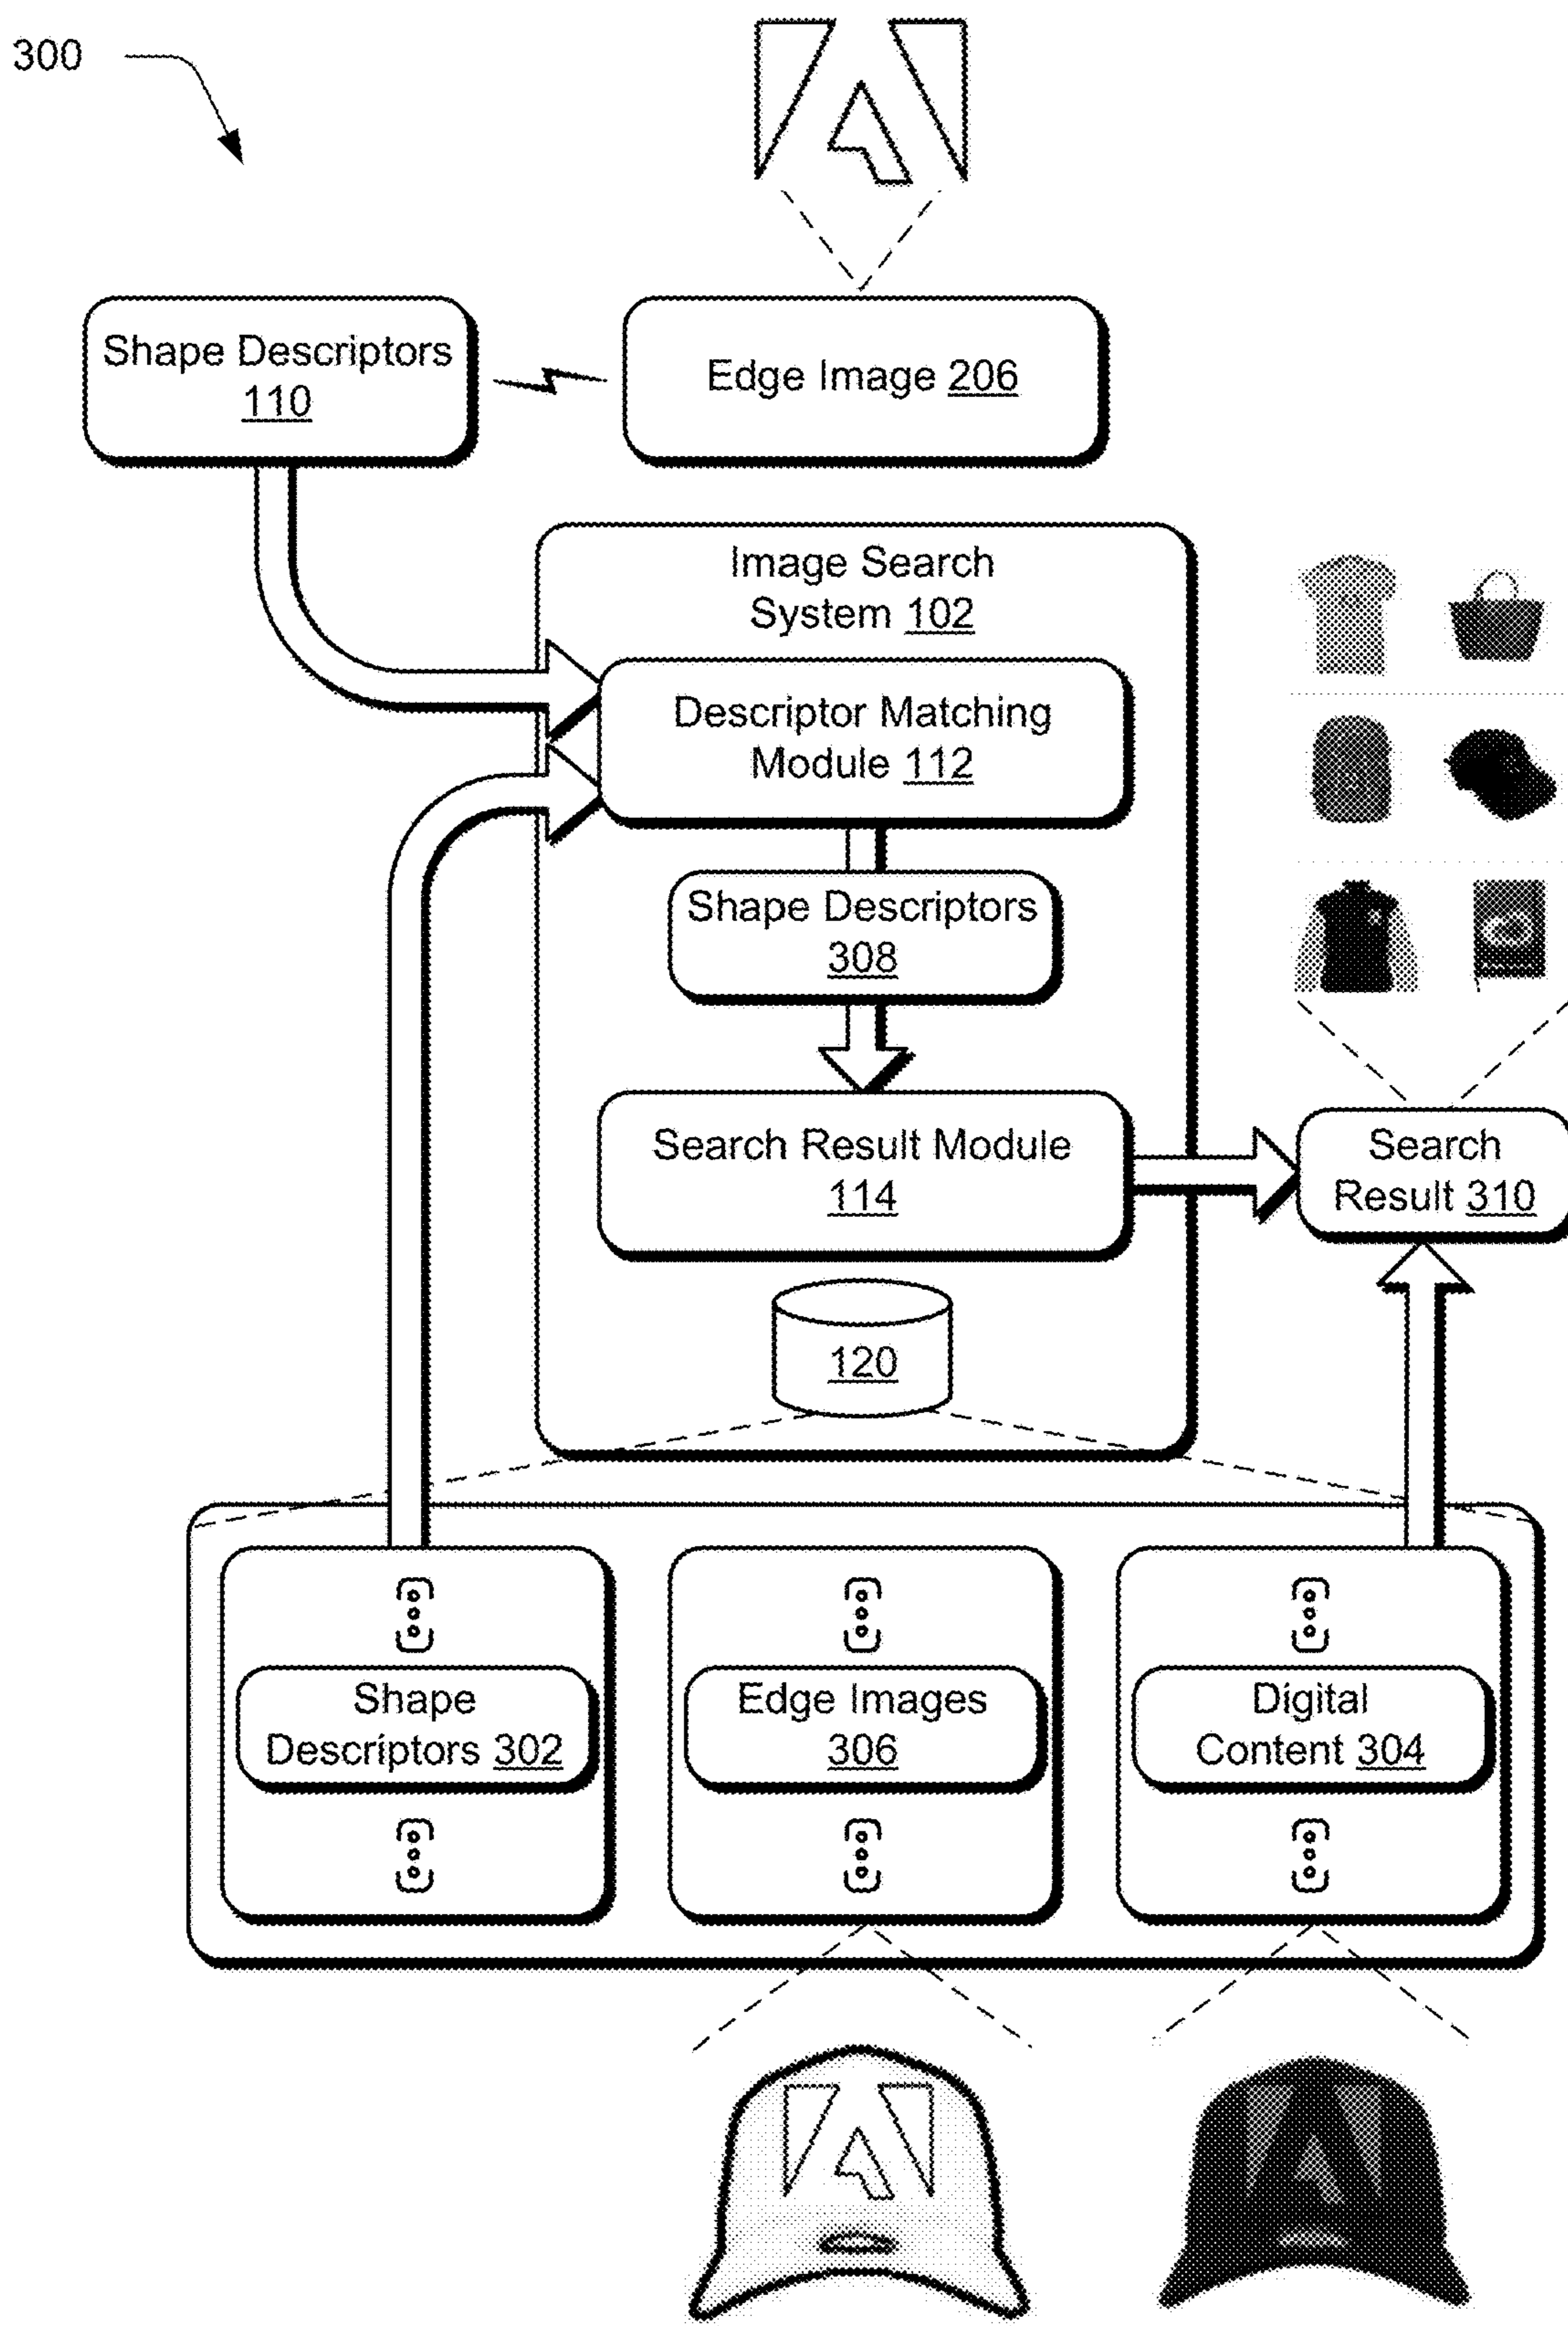 300
Shape Descriptors
110
Edge Image 206
Image Search
System 102
Descriptor Matching
Module 112
Shape Descriptors
308
Search Result Module
114
Search
Result 310
120
Shape
Descriptors 302
Edge Images
306
Digital
Content 304